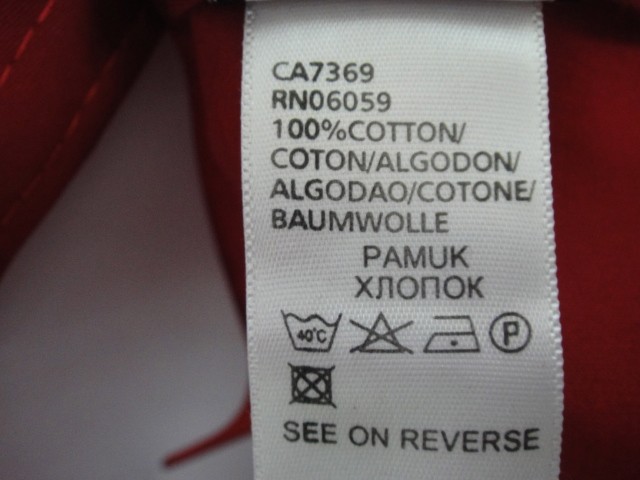 CA7369
RN06059
100%COTTON/
COTON/ALGODON/
ALGODAO/COTONE/
BAUMWOLLE
PAMUK
ХЛОПОК
40°C P
SEE ON REVERSE